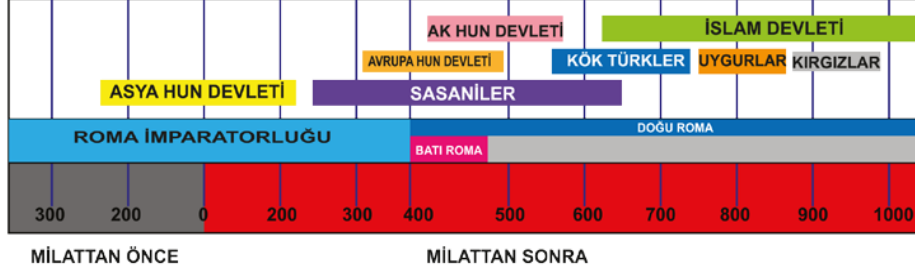 AK HUN DEVLETİ
İSLAM DEVLETİ
AVRUPA HUN DEVLETİ
KÖK TÜRKLER
UYGURLAR
KIRGIZLAR
ASYA HUN DEVLETİ
SASANİLER
ROMA İMPARATORLUĞU
DOĞU ROMA
BATI ROMA
300 200 0 200 300 400 500 600 700 800 900 1000
MİLATTAN ÖNCE
MİLATTAN SONRA